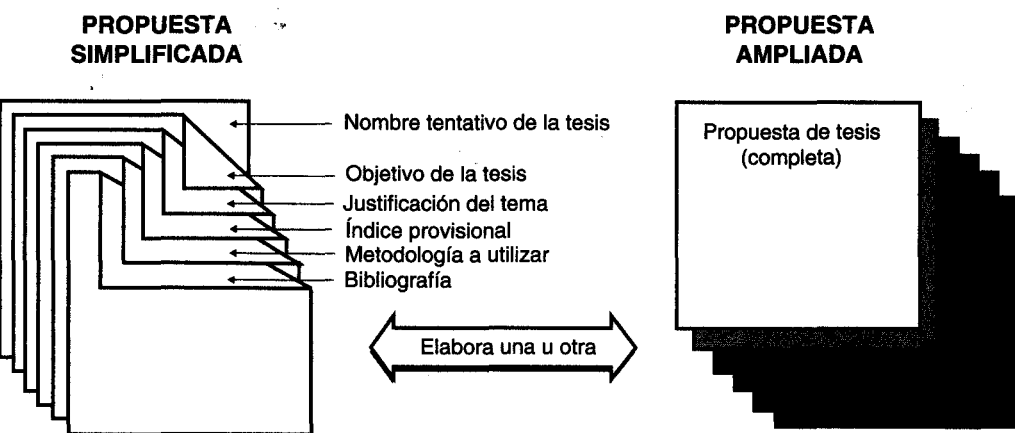 PROPUESTA
SIMPLIFICADA
PROPUESTA
AMPLIADA
Nombre tentativo de la tesis
Objetivo de la tesis
Justificación del tema
Índice provisional
Metodología a utilizar
Bibliografía
Propuesta de tesis
(completa)
Elabora una u otra